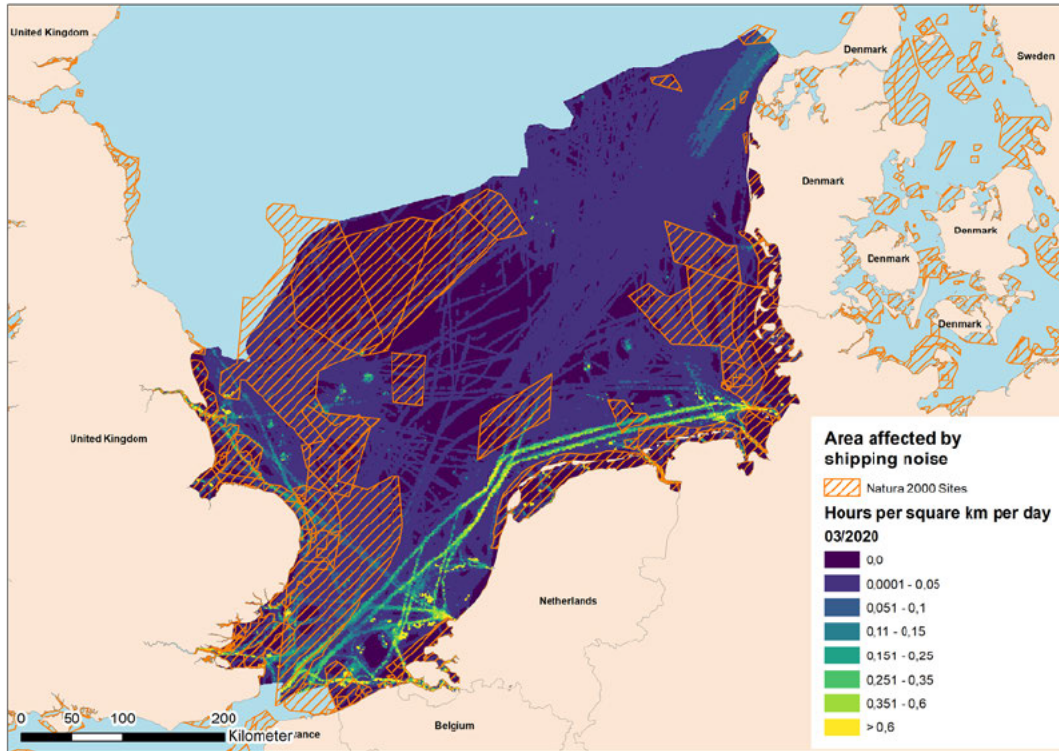 United Kingdom
Denmark
Sweden
Denmark
Denmark
Denmark
Denmark
United Kingdom
Netherlands
Belgium
ance
0 50 100 200
Kilometer
Area affected by
shipping noise
Natura 2000 Sites
Hours per square km per day
03/2020
0,0
0,0001 - 0,05
0,051 - 0,1
0,11 - 0,15
0,151 - 0,25
0,251 - 0,35
0,351 - 0,6
> 0,6